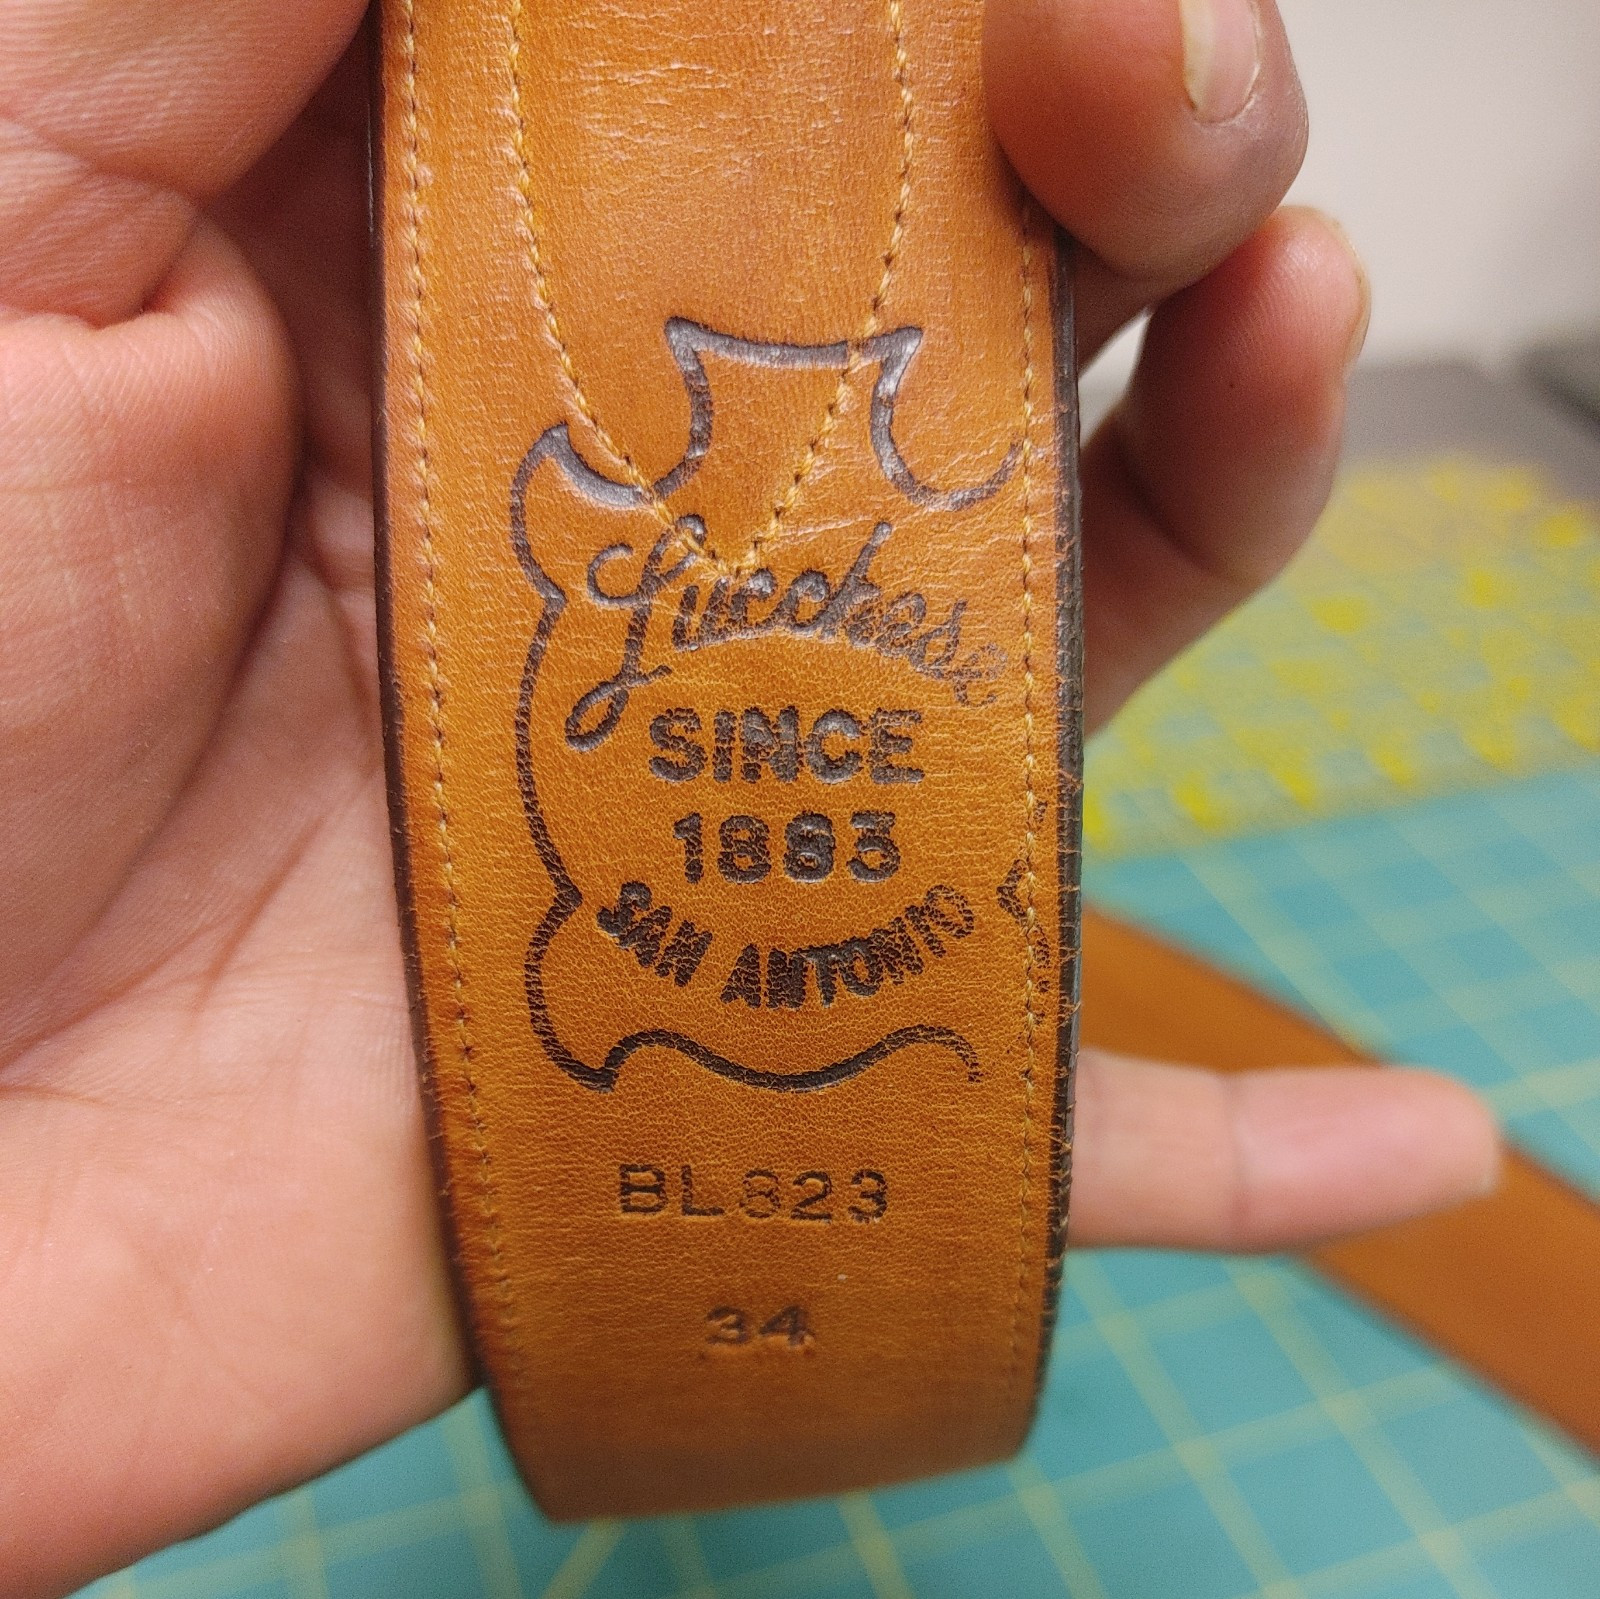 Lucchese
SINCE
1883
SAN ANTONIO
BL823
34